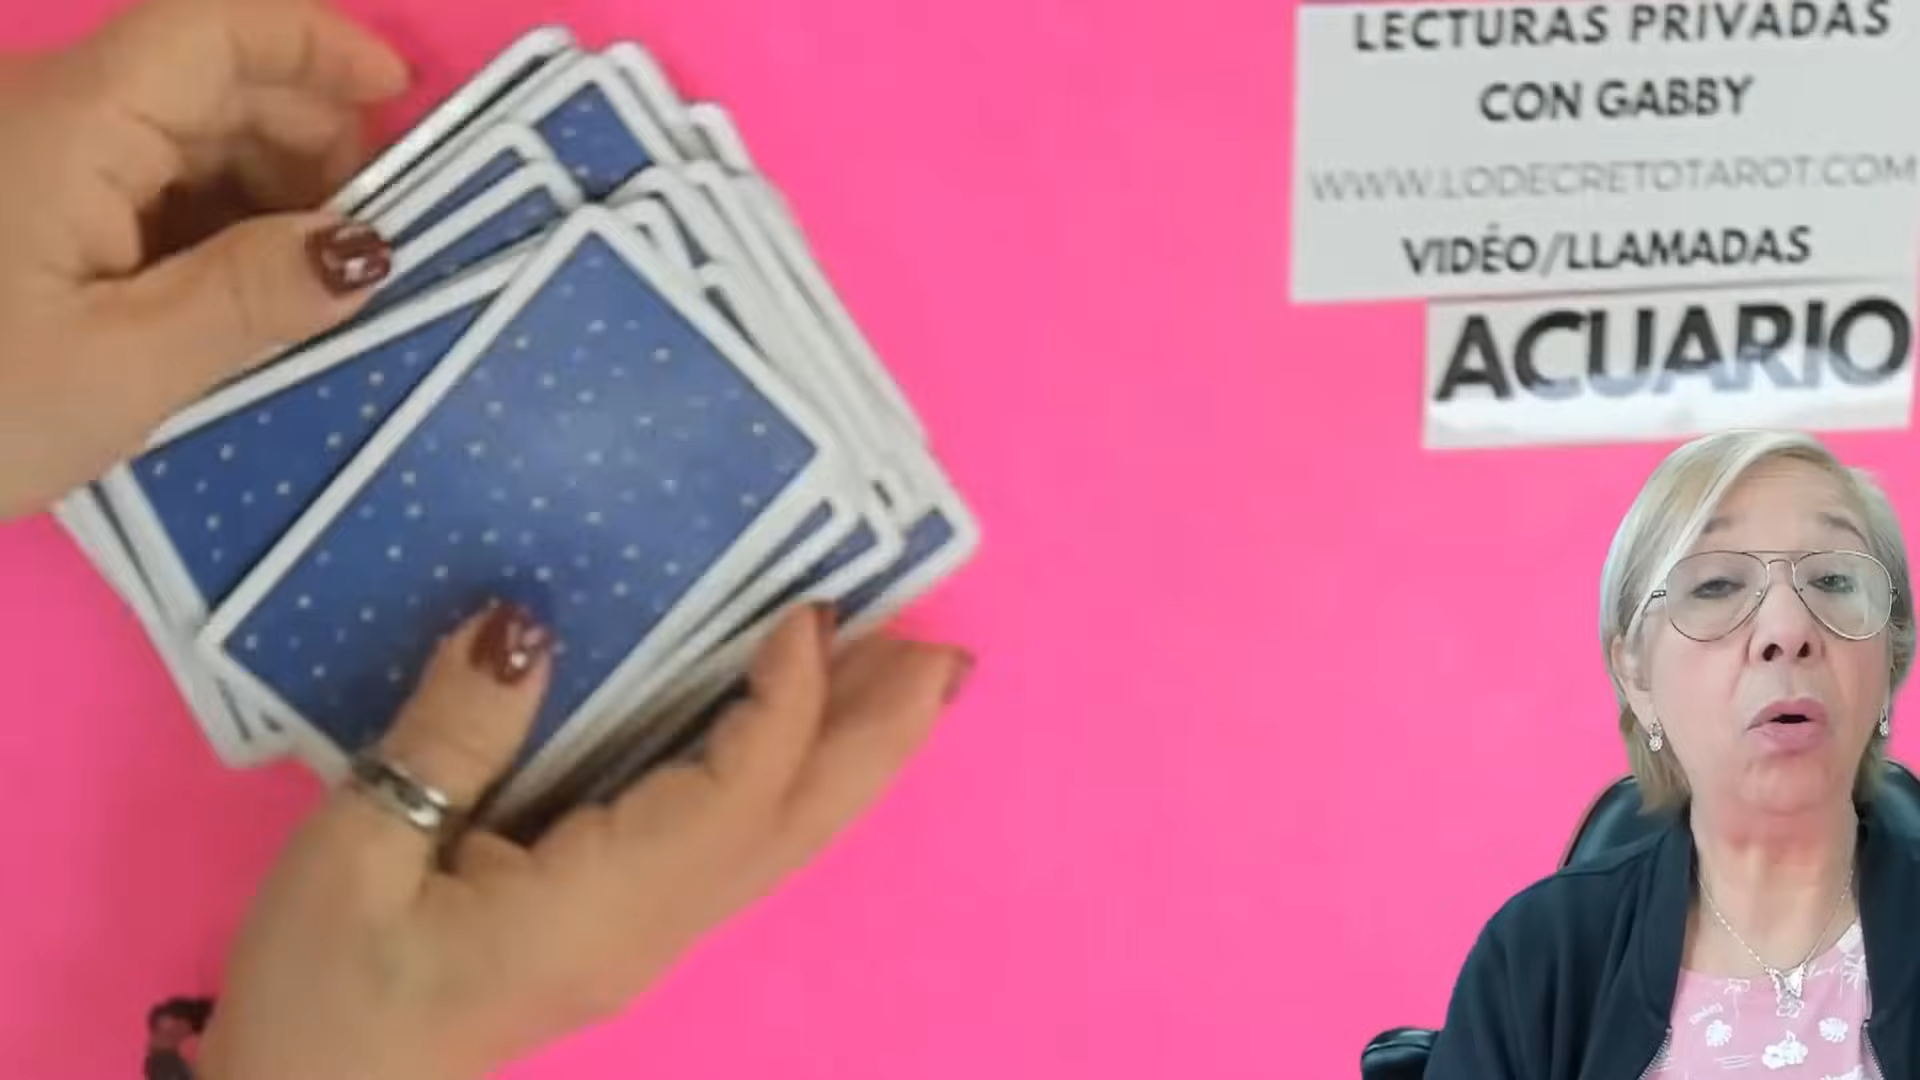 LECTURAS PRIVADAS
CON GABBY
WWW.LODECRETOTAROT.COM
VIDÉO/LLAMADAS
ACUARIO